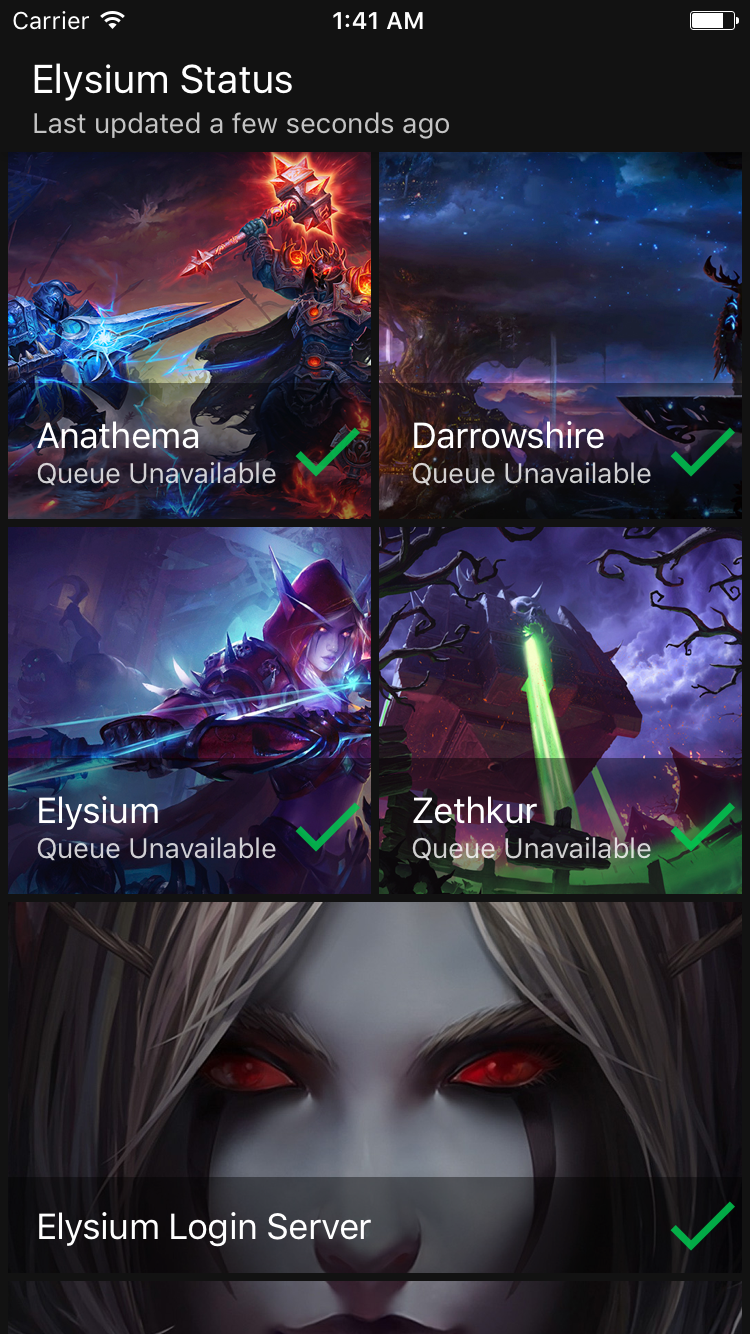 Carrier 1:41 AM
Elysium Status
Last updated a few seconds ago
Anathema
Queue Unavailable
Darrowshire
Queue Unavailable
Elysium
Queue Unavailable
Zethkur
Queue Unavailable
Elysium Login Server